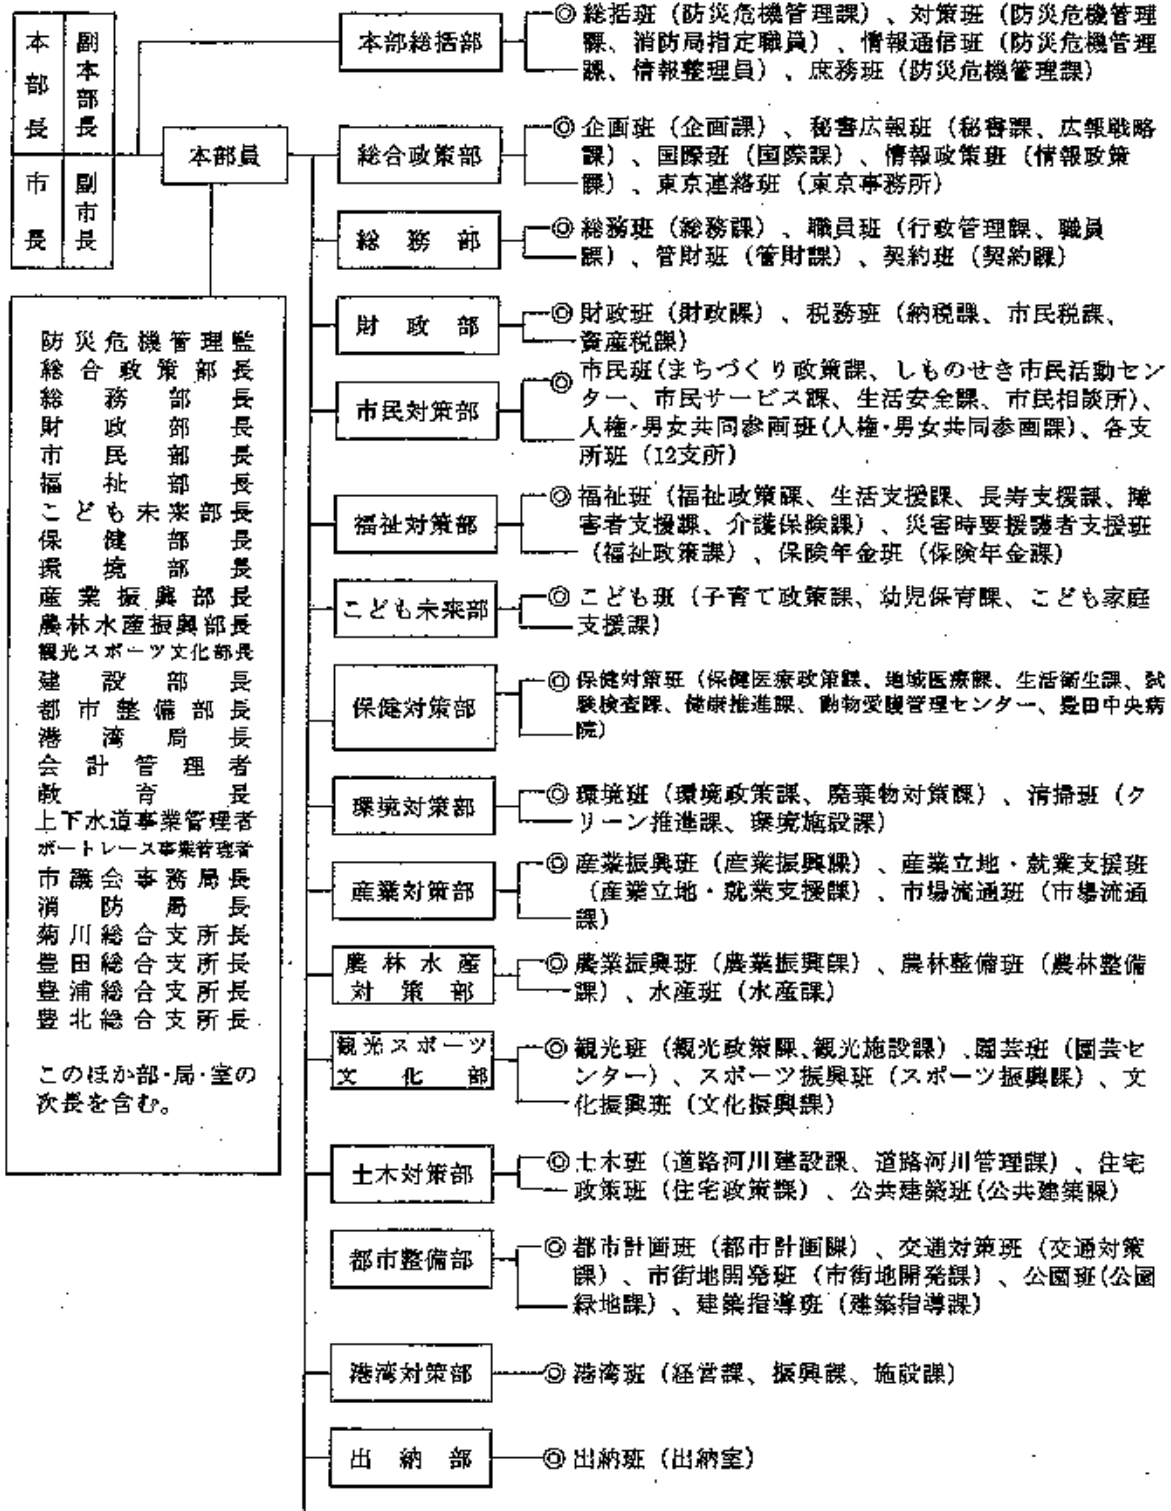 本部長
副本部長
市長
副市長
本部員
防災危機管理監
総合政策部長
総務部長
財政部長
市民部長
福祉部長
こども未来部長
保健部長
環境部長
産業振興部長
農林水産振興部長
観光スポーツ文化部長
建設部長
都市整備部長
港湾局長
会計管理者
教育長
上下水道事業管理者
ボートレース事業管理者
市議会事務局長
消防局長
菊川総合支所長
豊田総合支所長
豊浦総合支所長
豊北総合支所長
このほか部・局・室の
次長を含む。
本部総括部
◎総括班（防災危機管理課）、対策班（防災危機管理
課、消防局指定職員）、情報通信班（防災危機管理
課、情報整理員）、庶務班（防災危機管理課）
総合政策部
◎企画班（企画課）、秘書広報班（秘書課、広報戦略
課）、国際班（国際課）、情報政策班（情報政策
課）、東京連絡班（東京事務所）
総務部
◎総務班（総務課）、職員班（行政管理課、職員
課）、管財班（管財課）、契約班（契約課）
財政部
◎財政班（財政課）、税務班（納税課、市民税課、
資産税課）
市民対策部
◎市民班(まちづくり政策課、しものせき市民活動セン
ター、市民サービス課、生活安全課、市民相談所)、
人権・男女共同参画班(人権・男女共同参画課)、各支
所班（12支所）
福祉対策部
◎福祉班（福祉政策課、生活支援課、長寿支援課、障
害者支援課、介護保険課）、災害時要援護者支援班
（福祉政策課）、保険年金班（保険年金課）
こども未来部
◎こども班（子育て政策課、幼児保育課、こども家庭
支援課）
保健対策部
◎保健対策班（保健医療政策課、地域医療課、生活衛生課、試
験検査課、健康推進課、動物愛護管理センター、豊田中央病
院）
環境対策部
◎環境班（環境政策課、廃棄物対策課）、清掃班（ク
リーン推進課、環境施設課）
産業対策部
◎産業振興班（産業振興課）、産業立地・就業支援班
（産業立地・就業支援課）、市場流通班（市場流通
課）
農林水産
対策部
◎農業振興班（農業振興課）、農林整備班（農林整備
課）、水産班（水産課）
観光スポーツ
文化部
◎観光班（観光政策課、観光施設課）、園芸班（園芸セ
ンター）、スポーツ振興班（スポーツ振興課）、文
化振興班（文化振興課）
土木対策部
◎土木班（道路河川建設課、道路河川管理課）、住宅
政策班（住宅政策課）、公共建築班(公共建築課)
都市整備部
◎都市計画班（都市計画課）、交通対策班（交通対策
課）、市街地開発班（市街地開発課）、公園班(公園
緑地課）、建築指導班（建築指導課）
港湾対策部
◎港湾班（経営課、振興課、施設課）
出納部
◎出納班（出納室）